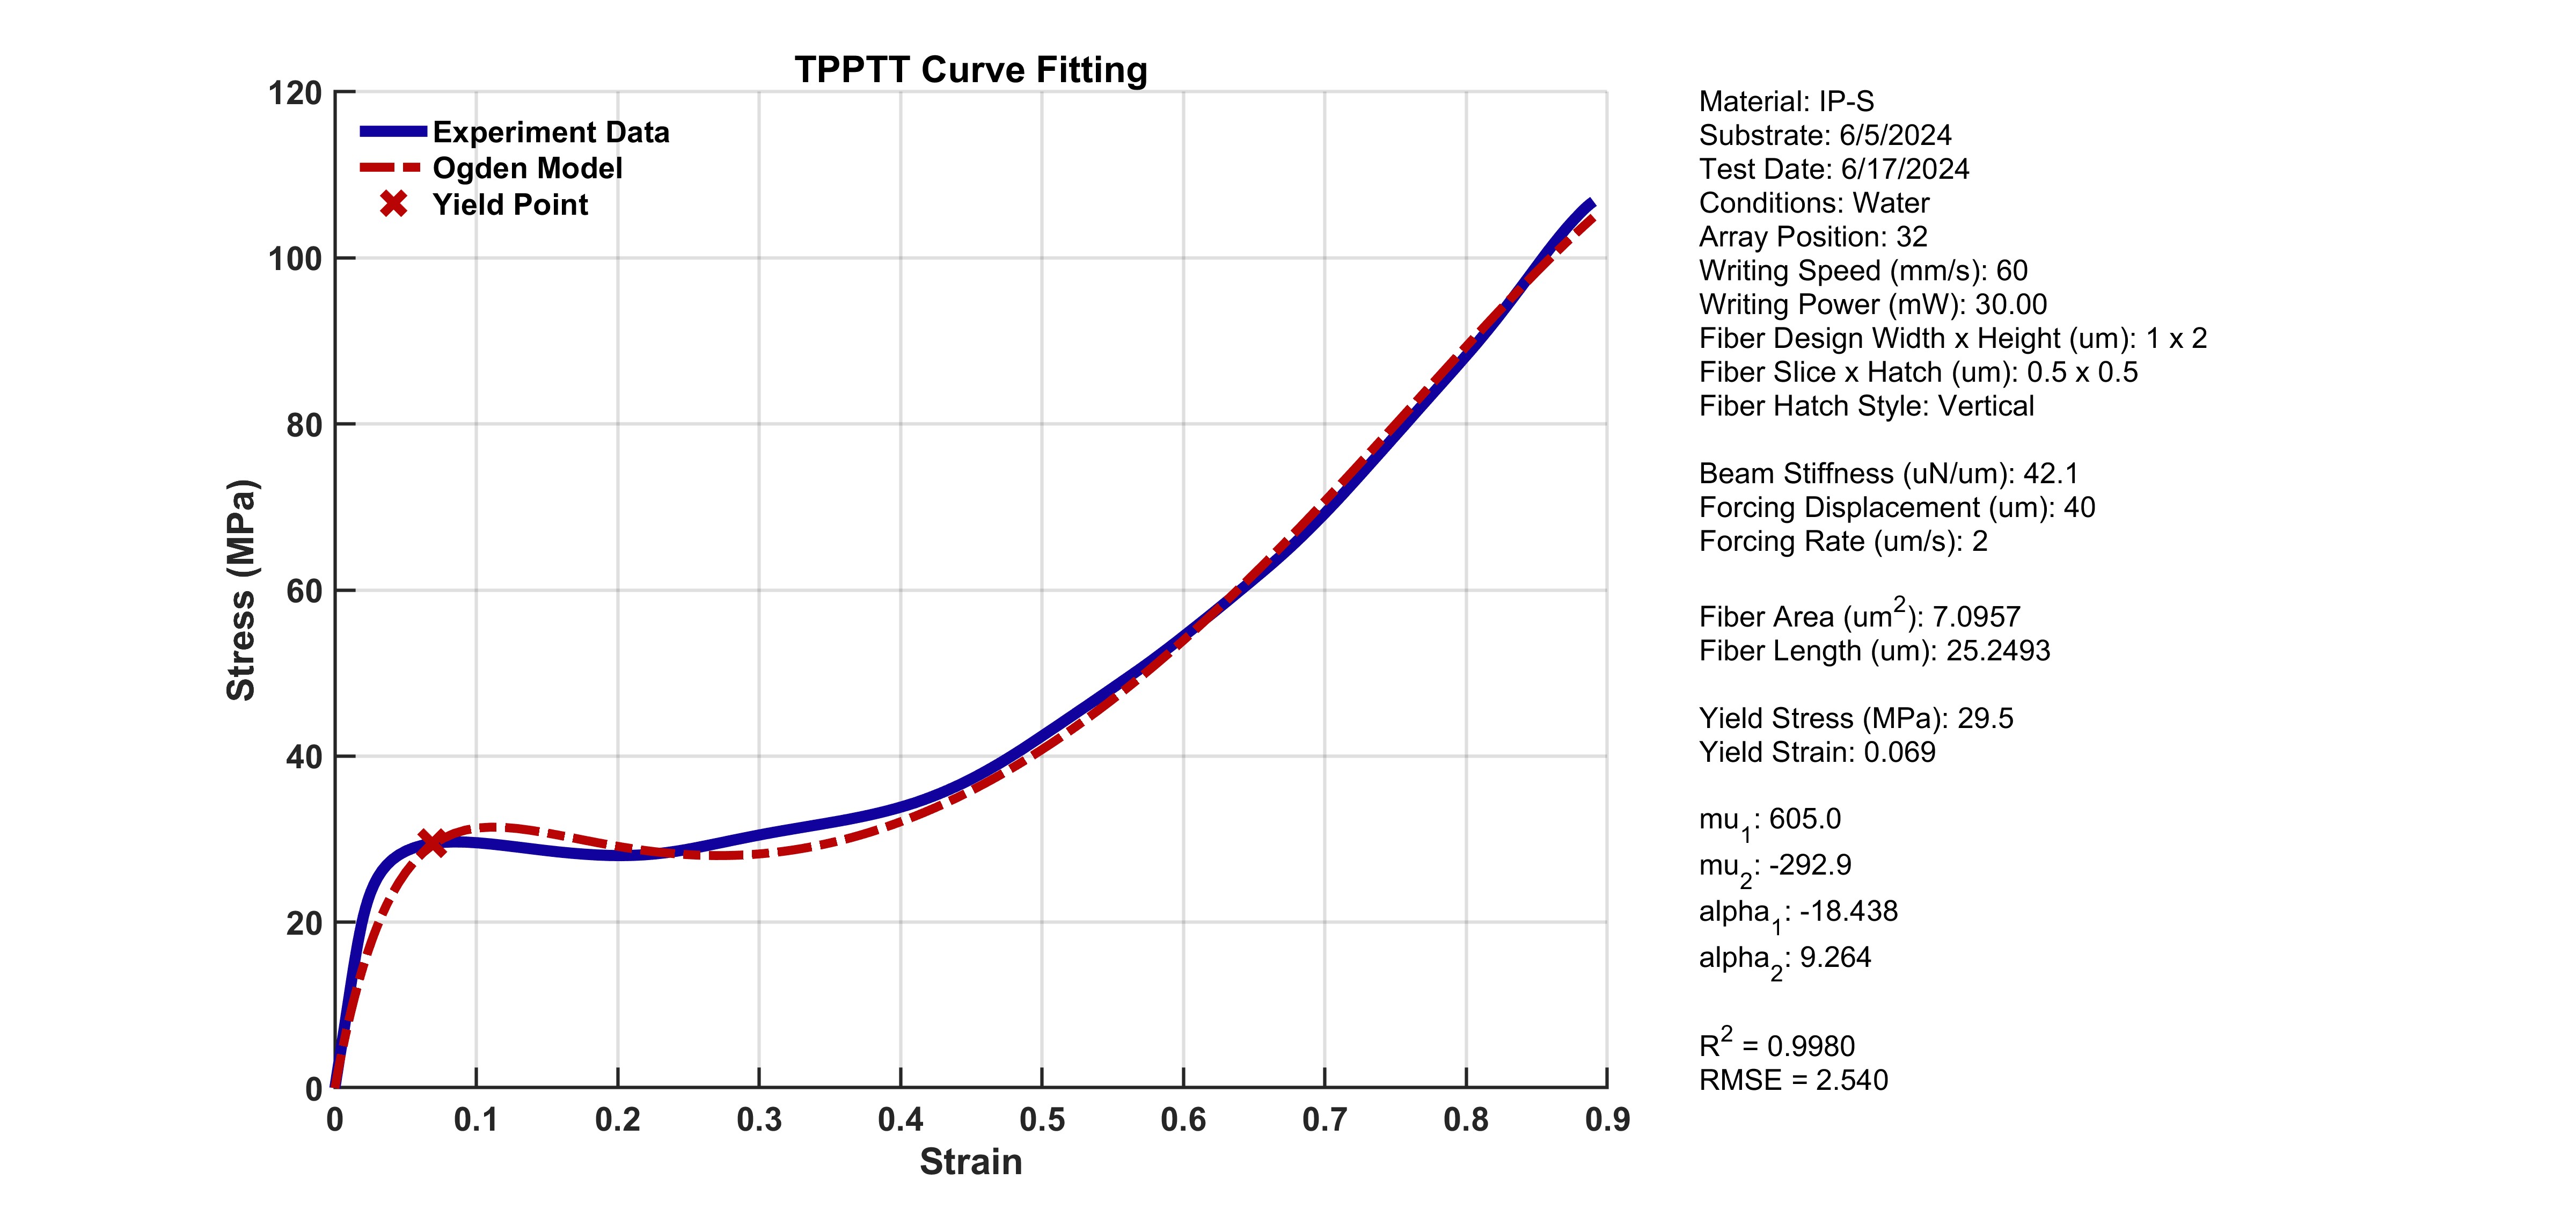 TPPTT Curve Fitting
120
100
80
60
40
20
0
Stress (MPa)
Experiment Data
Ogden Model
Yield Point
0 0.1 0.2 0.3 0.4 0.5 0.6 0.7 0.8 0.9
Strain
Material: IP-S
Substrate: 6/5/2024
Test Date: 6/17/2024
Conditions: Water
Array Position: 32
Writing Speed (mm/s): 60
Writing Power (mW): 30.00
Fiber Design Width x Height (um): 1 x 2
Fiber Slice x Hatch (um): 0.5 x 0.5
Fiber Hatch Style: Vertical
Beam Stiffness (uN/um): 42.1
Forcing Displacement (um): 40
Forcing Rate (um/s): 2
Fiber Area (um²): 7.0957
Fiber Length (um): 25.2493
Yield Stress (MPa): 29.5
Yield Strain: 0.069
mu₁: 605.0
mu₂: -292.9
alpha₁: -18.438
alpha₂: 9.264
R² = 0.9980
RMSE = 2.540